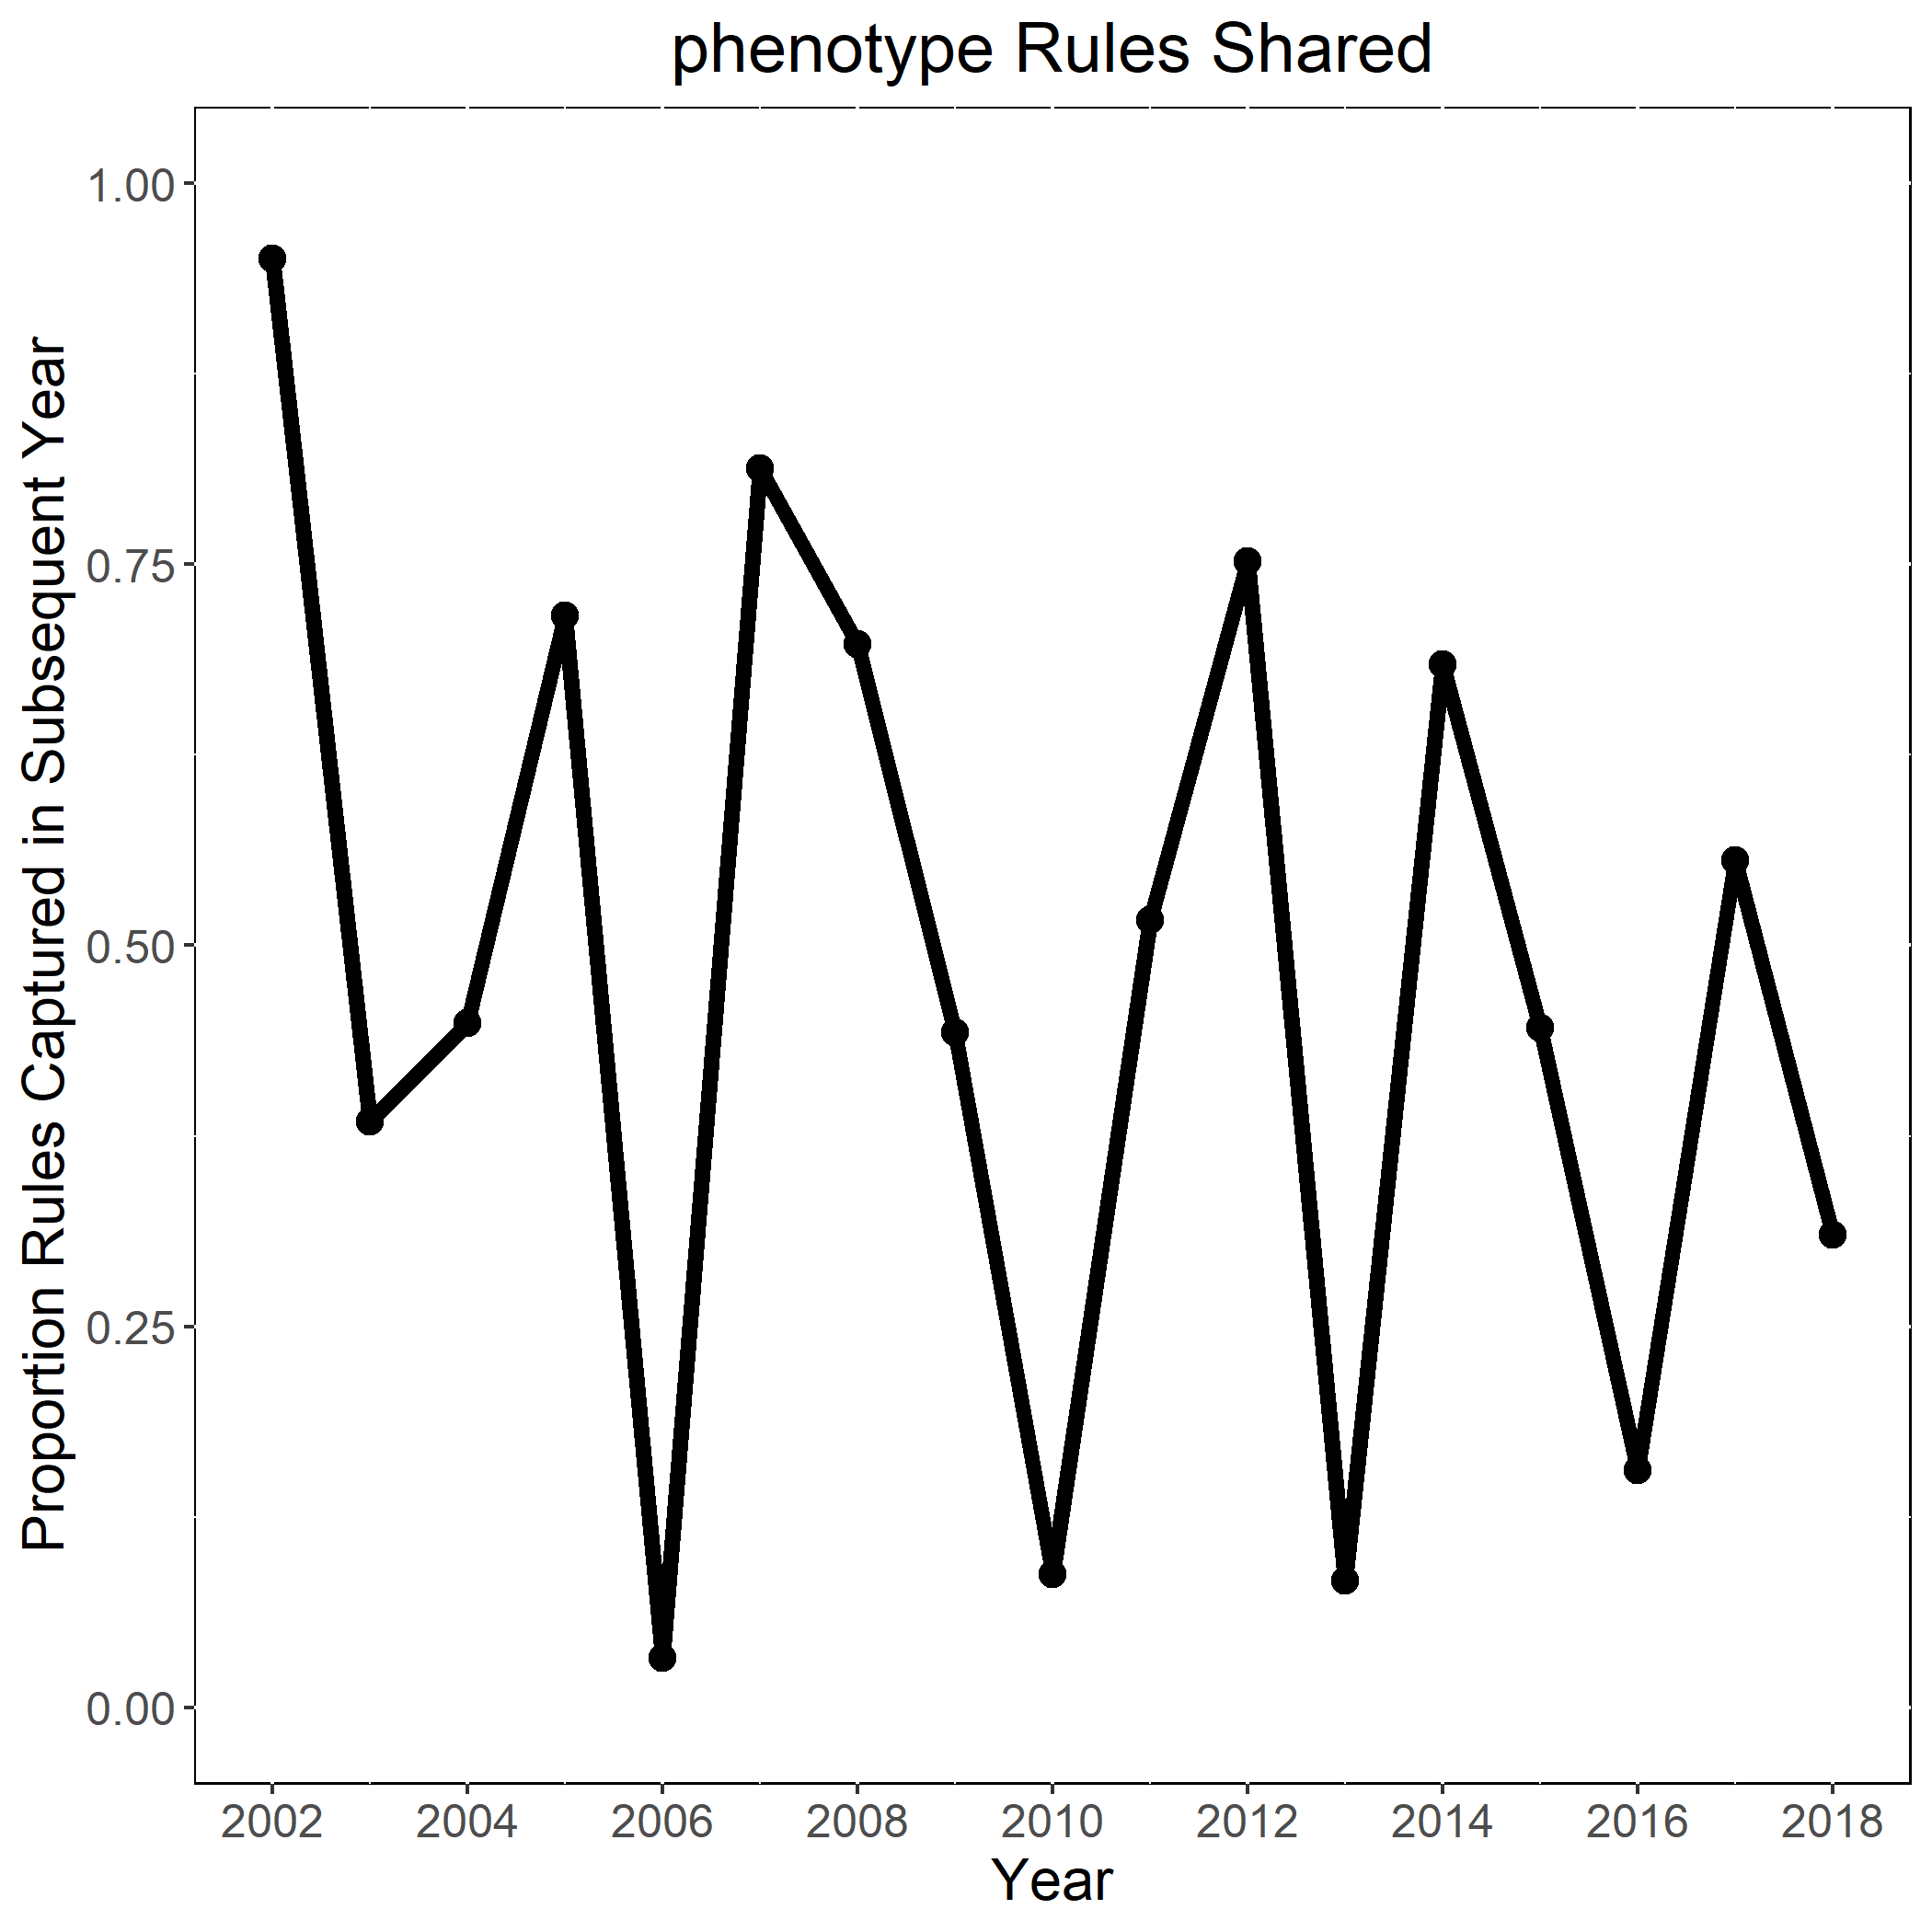 phenotype Rules Shared
Proportion Rules Captured in Subsequent Year
1.00
0.75
0.50
0.25
0.00
2002 2004 2006 2008 2010 2012 2014 2016 2018
Year